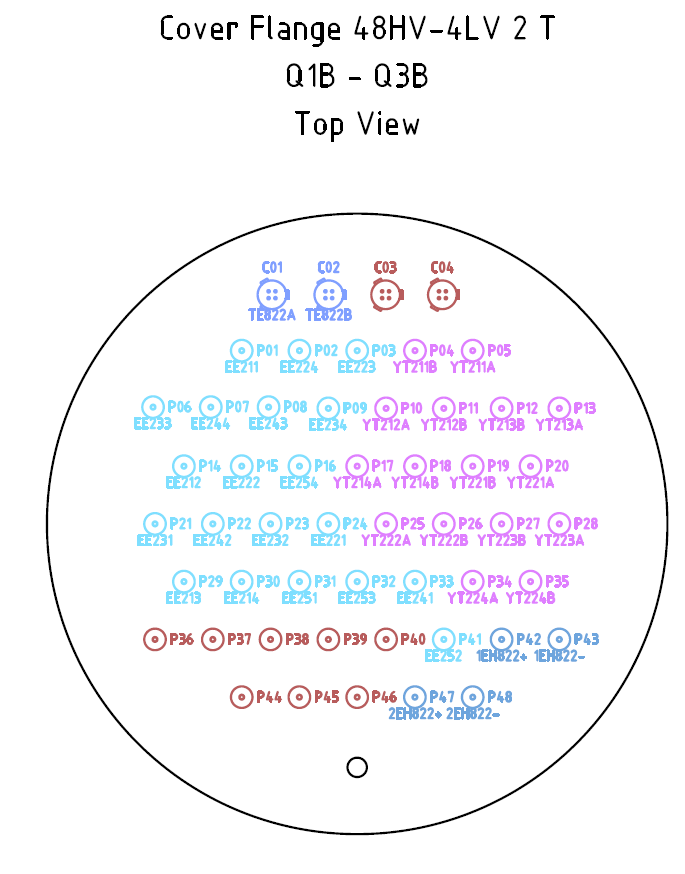 Cover Flange 48HV-4LV 2 T
Q1B - Q3B
Top View
C01 C02 C03 C04
TE822A TE822B
P01 P02 P03 P04 P05
EE211 EE224 EE223 YT211B YT211A
P06 P07 P08 P09 P10 P11 P12 P13
EE233 EE244 EE243 EE234 YT212A YT212B YT213B YT213A
P14 P15 P16 P17 P18 P19 P20
EE212 EE222 EE254 YT214A YT214B YT221B YT221A
P21 P22 P23 P24 P25 P26 P27 P28
EE231 EE242 EE232 EE221 YT222A YT222B YT223B YT223A
P29 P30 P31 P32 P33 P34 P35
EE213 EE214 EE251 EE253 EE241 YT224A YT224B
P36 P37 P38 P39 P40 P41 P42 P43
EE252 1EH822+ 1EH822-
P44 P45 P46 P47 P48
2EH822+ 2EH822-